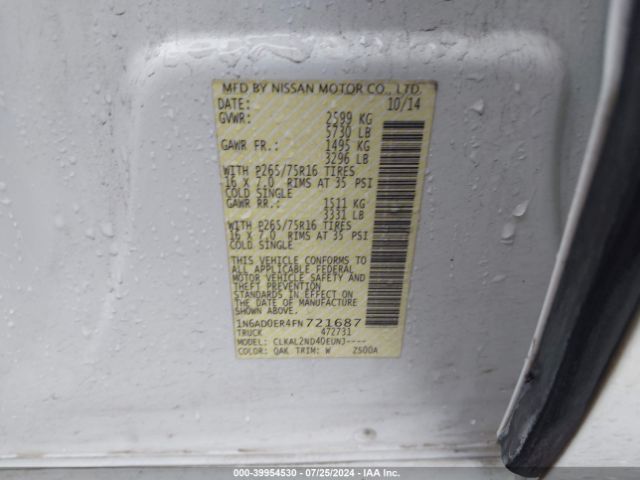 MFD BY NISSAN MOTOR CO., LTD.
DATE: 10/14
GVWR: 2599 KG
5730 LB
GAWR FR.: 1495 KG
3296 LB
WITH P265/75R16 TIRES
16 X 7.0 RIMS AT 35 PSI
COLD SINGLE
GAWR RR.: 1511 KG
3331 LB
WITH P265/75R16 TIRES
16 X 7.0 RIMS AT 35 PSI
COLD SINGLE
THIS VEHICLE CONFORMS TO
ALL APPLICABLE FEDERAL
MOTOR VEHICLE SAFETY AND
THEFT PREVENTION
STANDARDS IN EFFECT ON
THE DATE OF MANUFACTURE
SHOWN ABOVE.
1N6AD0ER4FN721687
TRUCK 472731
MODEL: CLKAL2ND40EUNJ----
COLOR: QAK TRIM: W ZS00A
000-39954530 - 07/25/2024 - IAA Inc.